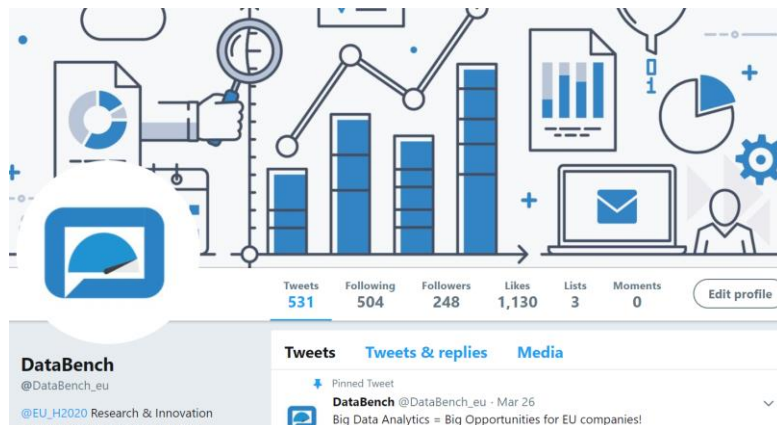 0
1
Tweets Following Followers Likes Lists Moments
531 504 248 1,130 3 0
Edit profile
DataBench
@DataBench_eu
@EU_H2020 Research & Innovation
Tweets Tweets & replies Media
Pinned Tweet
DataBench @DataBench_eu · Mar 26
Big Data Analytics = Big Opportunities for EU companies!